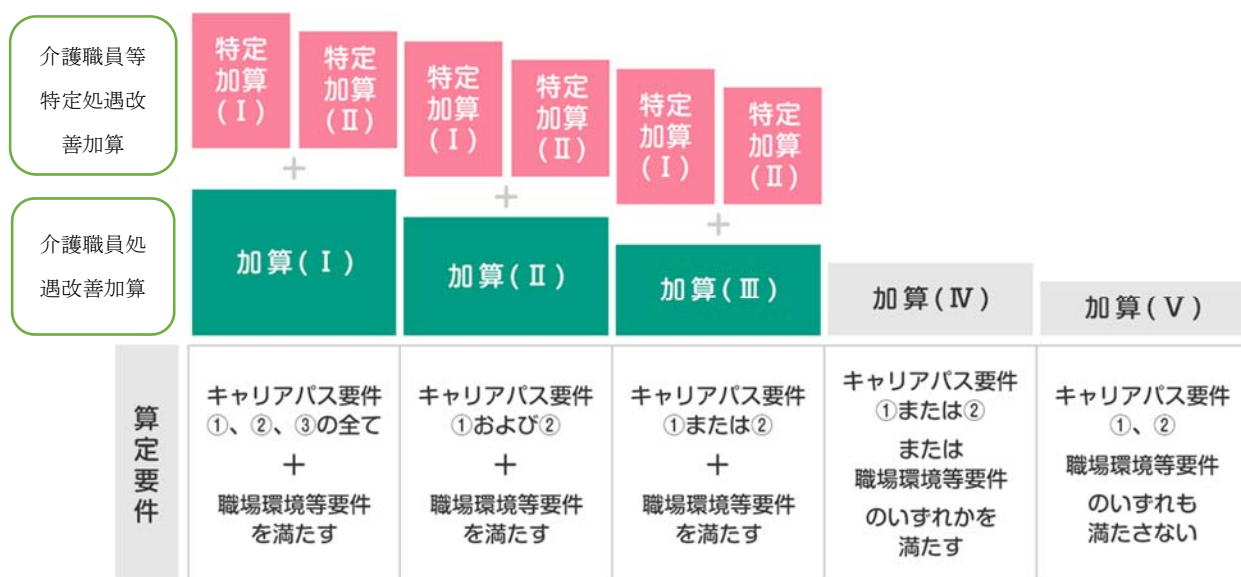 介護職員等
特定処遇改
善加算
特定
加算
(Ⅰ)
特定
加算
(Ⅱ)
特定
加算
(Ⅰ)
特定
加算
(Ⅱ)
特定
加算
(Ⅰ)
特定
加算
(Ⅱ)
+
+
+
介護職員処
遇改善加算
加算(Ⅰ)
加算(Ⅱ)
加算(Ⅲ)
加算(Ⅳ)
加算(Ⅴ)
算定要件
キャリアパス要件
①、②、③の全て
+
職場環境等要件
を満たす
キャリアパス要件
①および②
+
職場環境等要件
を満たす
キャリアパス要件
①または②
+
職場環境等要件
を満たす
キャリアパス要件
①または②
または
職場環境等要件
のいずれかを
満たす
キャリアパス要件
①、②
職場環境等要件
のいずれも
満たさない